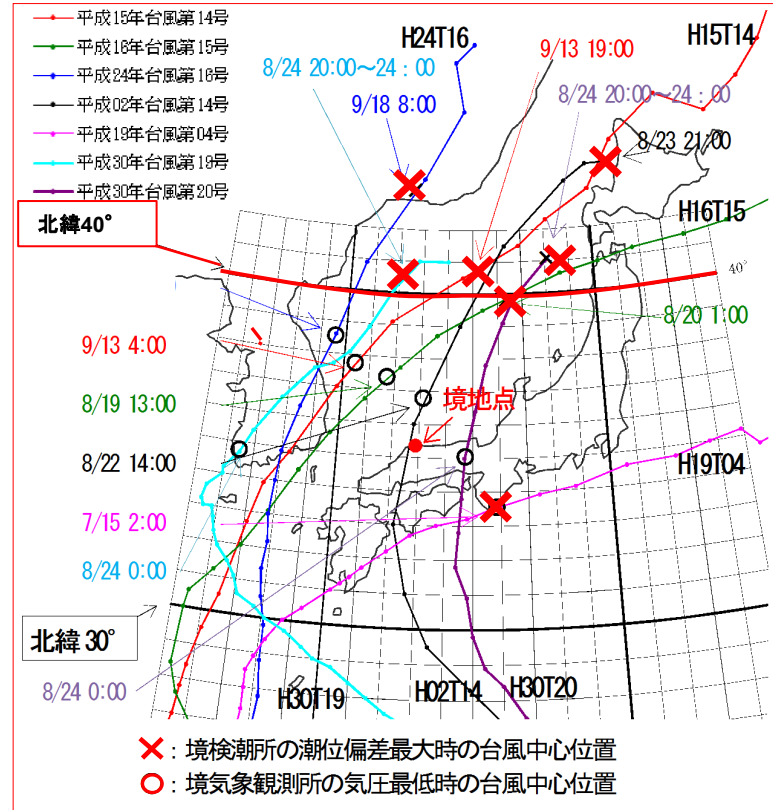 平成15年台風第14号
平成16年台風第15号
平成24年台風第16号
平成02年台風第14号
平成19年台風第04号
平成30年台風第19号
平成30年台風第20号
H24T16
H15T14
8/24 20:00～24：00
9/13 19:00
9/18 8:00
8/24 20:00～24：00
8/23 21:00
H16T15
北緯40°
40°
8/20 1:00
9/13 4:00
8/19 13:00
境地点
8/22 14:00
H19T04
7/15 2:00
8/24 0:00
北緯30°
8/24 0:00
H30T19
H02T14
H30T20
：境検潮所の潮位偏差最大時の台風中心位置
：境気象観測所の気圧最低時の台風中心位置